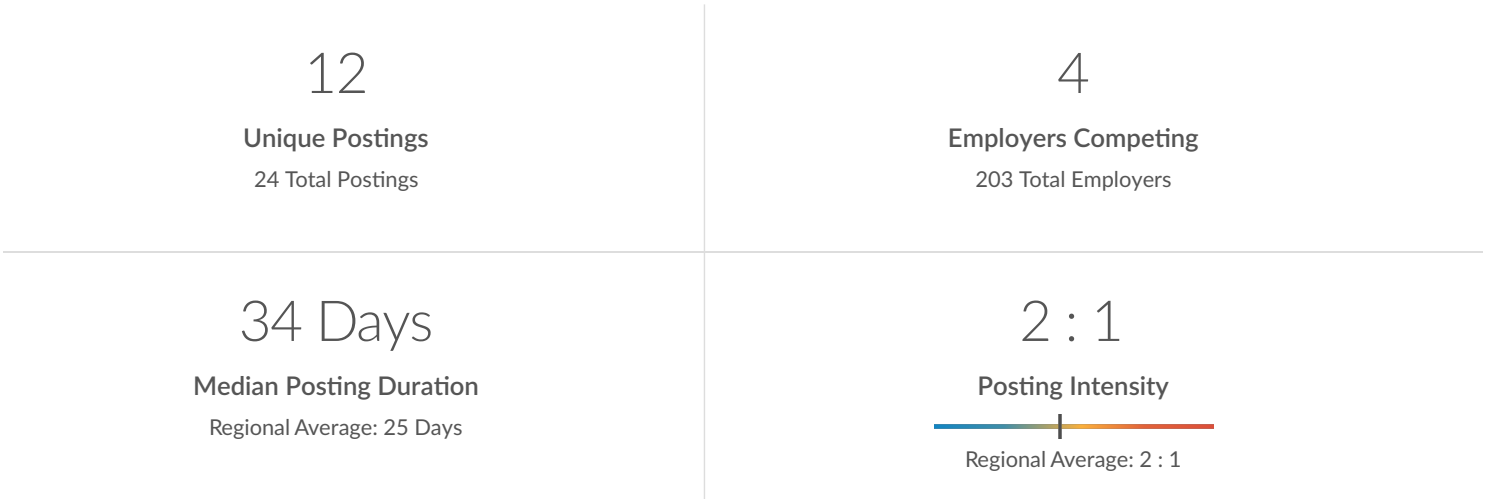 12
Unique Postings
24 Total Postings
4
Employers Competing
203 Total Employers
34 Days
Median Posting Duration
Regional Average: 25 Days
2 : 1
Posting Intensity
Regional Average: 2 : 1